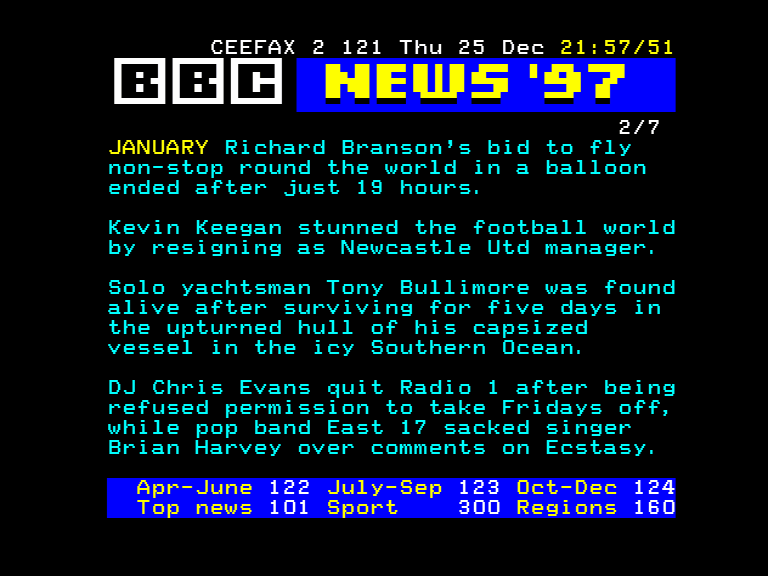 CEEFAX 2 121 Thu 25 Dec 21:57/51
BBC NEWS '97
2/7
JANUARY Richard Branson's bid to fly
non-stop round the world in a balloon
ended after just 19 hours.
Kevin Keegan stunned the football world
by resigning as Newcastle Utd manager.
Solo yachtsman Tony Bullimore was found
alive after surviving for five days in
the upturned hull of his capsized
vessel in the icy Southern Ocean.
DJ Chris Evans quit Radio 1 after being
refused permission to take Fridays off,
while pop band East 17 sacked singer
Brian Harvey over comments on Ecstasy.
Apr-June 122 July-Sep 123 Oct-Dec 124
Top news 101 Sport 300 Regions 160